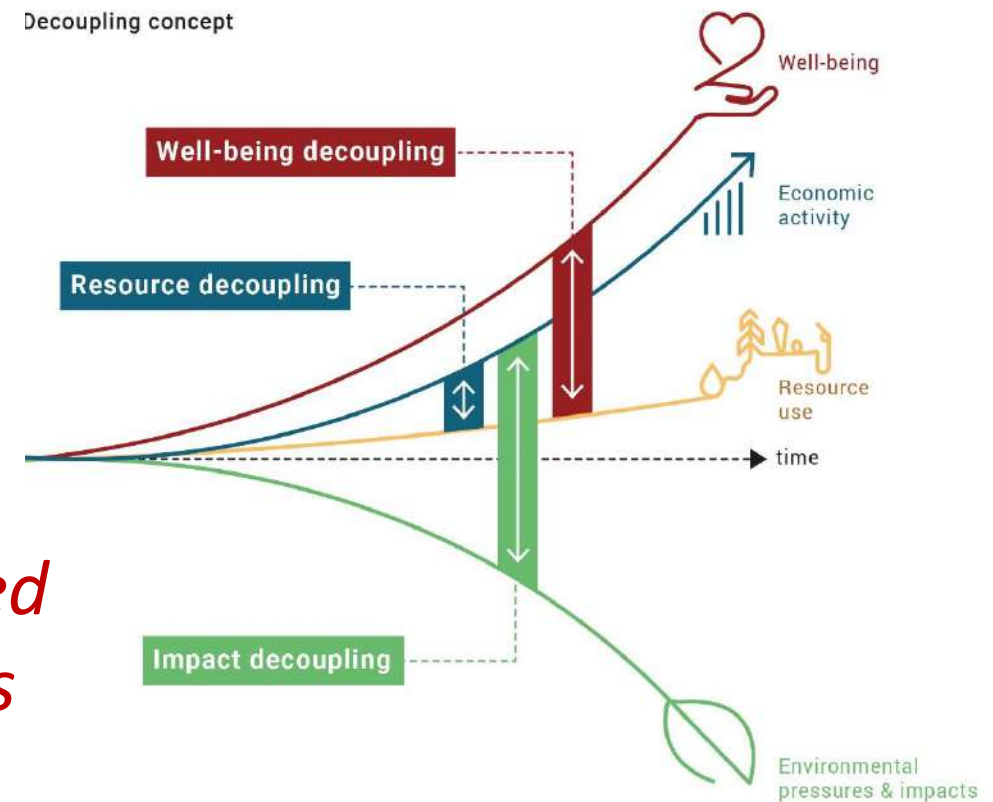 Decoupling concept
Well-being
Well-being decoupling
Economic
activity
Resource decoupling
Resource
use
time
ed
s
Impact decoupling
Environmental
pressures & impacts